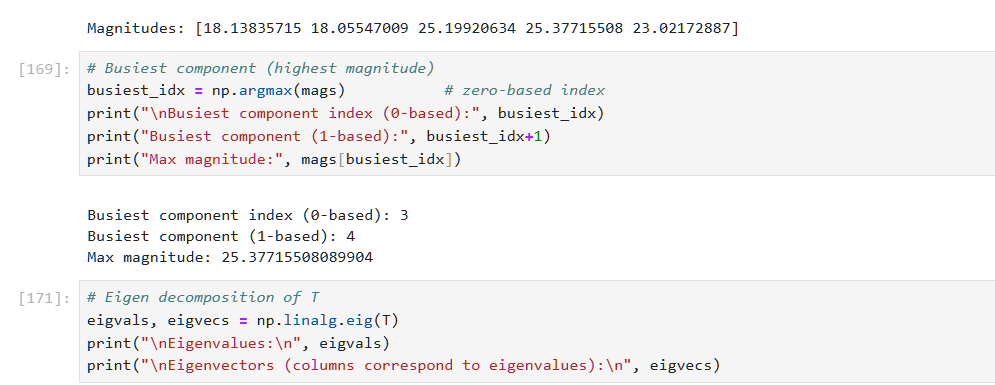 Magnitudes: [18.13835715 18.05547009 25.19920634 25.37715508 23.02172887]
[169]: # Busiest component (highest magnitude)
busiest_idx = np.argmax(mags)           # zero-based index
print("\nBusiest component index (0-based):", busiest_idx)
print("Busiest component (1-based):", busiest_idx+1)
print("Max magnitude:", mags[busiest_idx])
Busiest component index (0-based): 3
Busiest component (1-based): 4
Max magnitude: 25.37715508089904
[171]: # Eigen decomposition of T
eigvals, eigvecs = np.linalg.eig(T)
print("\nEigenvalues:\n", eigvals)
print("\nEigenvectors (columns correspond to eigenvalues):\n", eigvecs)